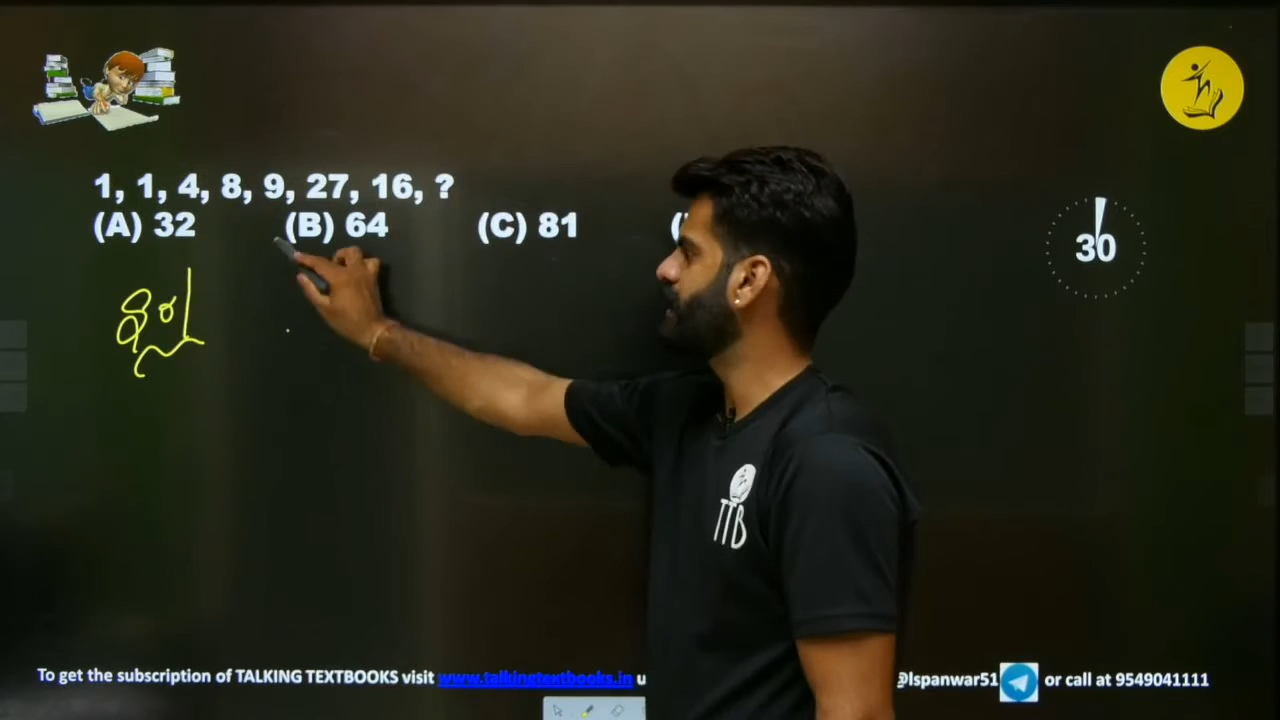 1, 1, 4, 8, 9, 27, 16, ?
(A) 32 (B) 64 (C) 81
30
TTB
To get the subscription of TALKING TEXTBOOKS visit www.talkingtextbooks.in
@lspanwar51 or call at 9549041111